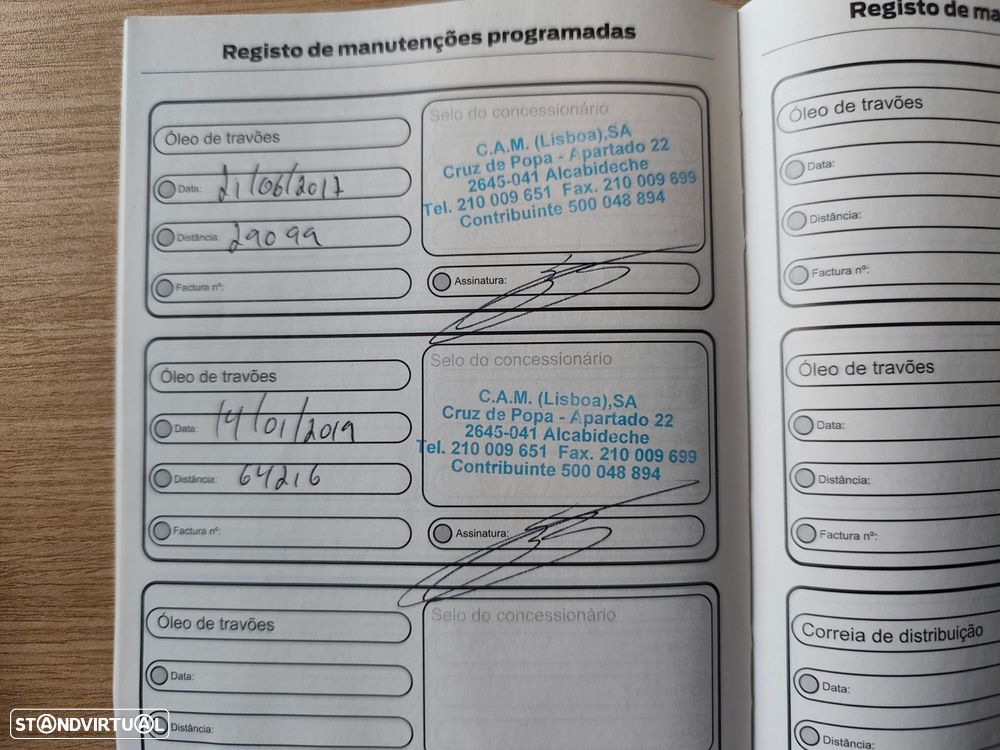 Registo de manutenções programadas
Óleo de travões
Data: 21/06/2017
Distância: 29099
Factura nº:
Selo do concessionário
C.A.M. (Lisboa),SA
Cruz de Popa - Apartado 22
2645-041 Alcabideche
Tel. 210 009 651 Fax. 210 009 699
Contribuinte 500 048 894
Assinatura:
Óleo de travões
Data: 14/01/2019
Distância: 64216
Factura nº:
Selo do concessionário
C.A.M. (Lisboa),SA
Cruz de Popa - Apartado 22
2645-041 Alcabideche
Tel. 210 009 651 Fax. 210 009 699
Contribuinte 500 048 894
Assinatura:
Óleo de travões
Data:
Distância:
Selo do concessionário
Registo de ma
Óleo de travões
Data:
Distância:
Factura nº:
Óleo de travões
Data:
Distância:
Factura nº:
Correia de distribuição
Data:
Distância:
STANDVIRTUAL